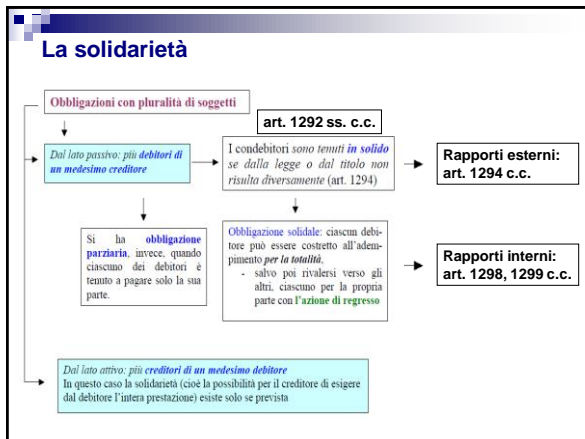 La solidarietà
Obbligazioni con pluralità di soggetti
art. 1292 ss. c.c.
Dal lato passivo: più debitori di
un medesimo creditore
I condebitori sono tenuti in solido
se dalla legge o dal titolo non
risulta diversamente (art. 1294)
Rapporti esterni:
art. 1294 c.c.
Si ha obbligazione
parziaria, invece, quando
ciascuno dei debitori è
tenuto a pagare solo la sua
parte.
Obbligazione solidale: ciascun debi-
tore può essere costretto all'adem-
pimento per la totalità,
- salvo poi rivalersi verso gli
altri, ciascuno per la propria
parte con l'azione di regresso
Rapporti interni:
art. 1298, 1299 c.c.
Dal lato attivo: più creditori di un medesimo debitore
In questo caso la solidarietà (cioè la possibilità per il creditore di esigere
dal debitore l'intera prestazione) esiste solo se prevista